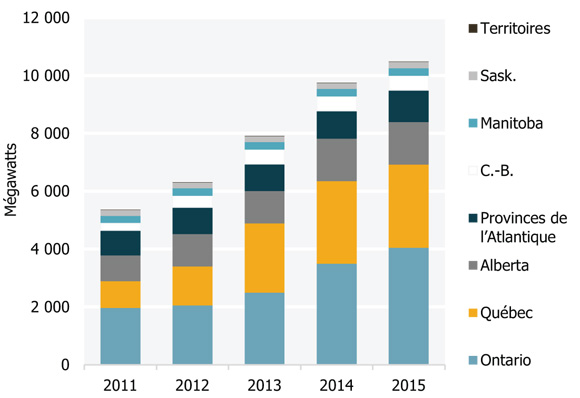 12 000
10 000
8 000
6 000
4 000
2 000
0
Mégawatts
2011 2012 2013 2014 2015
Territoires
Sask.
Manitoba
C.-B.
Provinces de
l'Atlantique
Alberta
Québec
Ontario